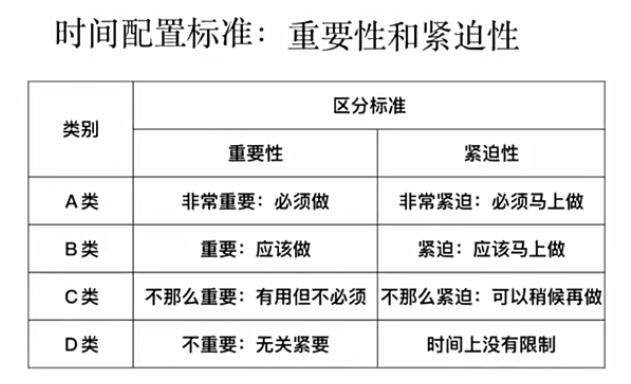 时间配置标准：重要性和紧迫性
类别
区分标准
重要性 紧迫性
A类 非常重要：必须做 非常紧迫：必须马上做
B类 重要：应该做 紧迫：应该马上做
C类 不那么重要：有用但不必须 不那么紧迫：可以稍候再做
D类 不重要：无关紧要 时间上没有限制